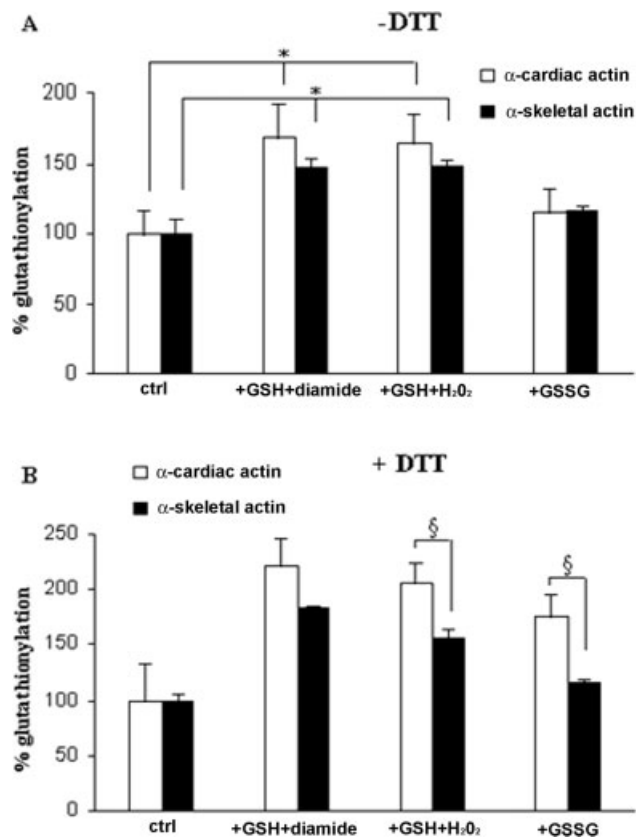 A
-DTT
*
α-cardiac actin
*
α-skeletal actin
% glutathionylation
200
150
100
50
0
ctrl
+GSH+diamide
+GSH+H₂0₂
+GSSG
B
+ DTT
α-cardiac actin
α-skeletal actin
% glutathionylation
250
200
150
100
50
0
§
§
ctrl
+GSH+diamide
+GSH+H₂0₂
+GSSG